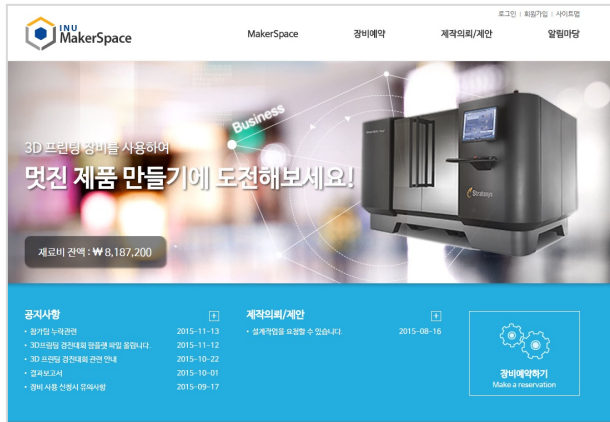 로그인 | 회원가입 | 사이트맵
INU
MakerSpace
MakerSpace 장비예약 제작의뢰/제안 알림마당
Business
3D 프린팅 장비를 사용하여
멋진 제품 만들기에 도전해보세요!
Stratasys
재료비 잔액 : ₩ 8,187,200
공지사항
· 참가팀 누락관련 2015-11-13
· 3D프린팅 경진대회 팜플렛 파일 올립니다. 2015-11-12
· 3D 프린팅 경진대회 관련 안내 2015-10-22
· 결과보고서 2015-10-01
· 장비 사용 신청시 유의사항 2015-09-17
제작의뢰/제안
· 설계작업을 요청할 수 있습니다. 2015-08-16
장비예약하기
Make a reservation